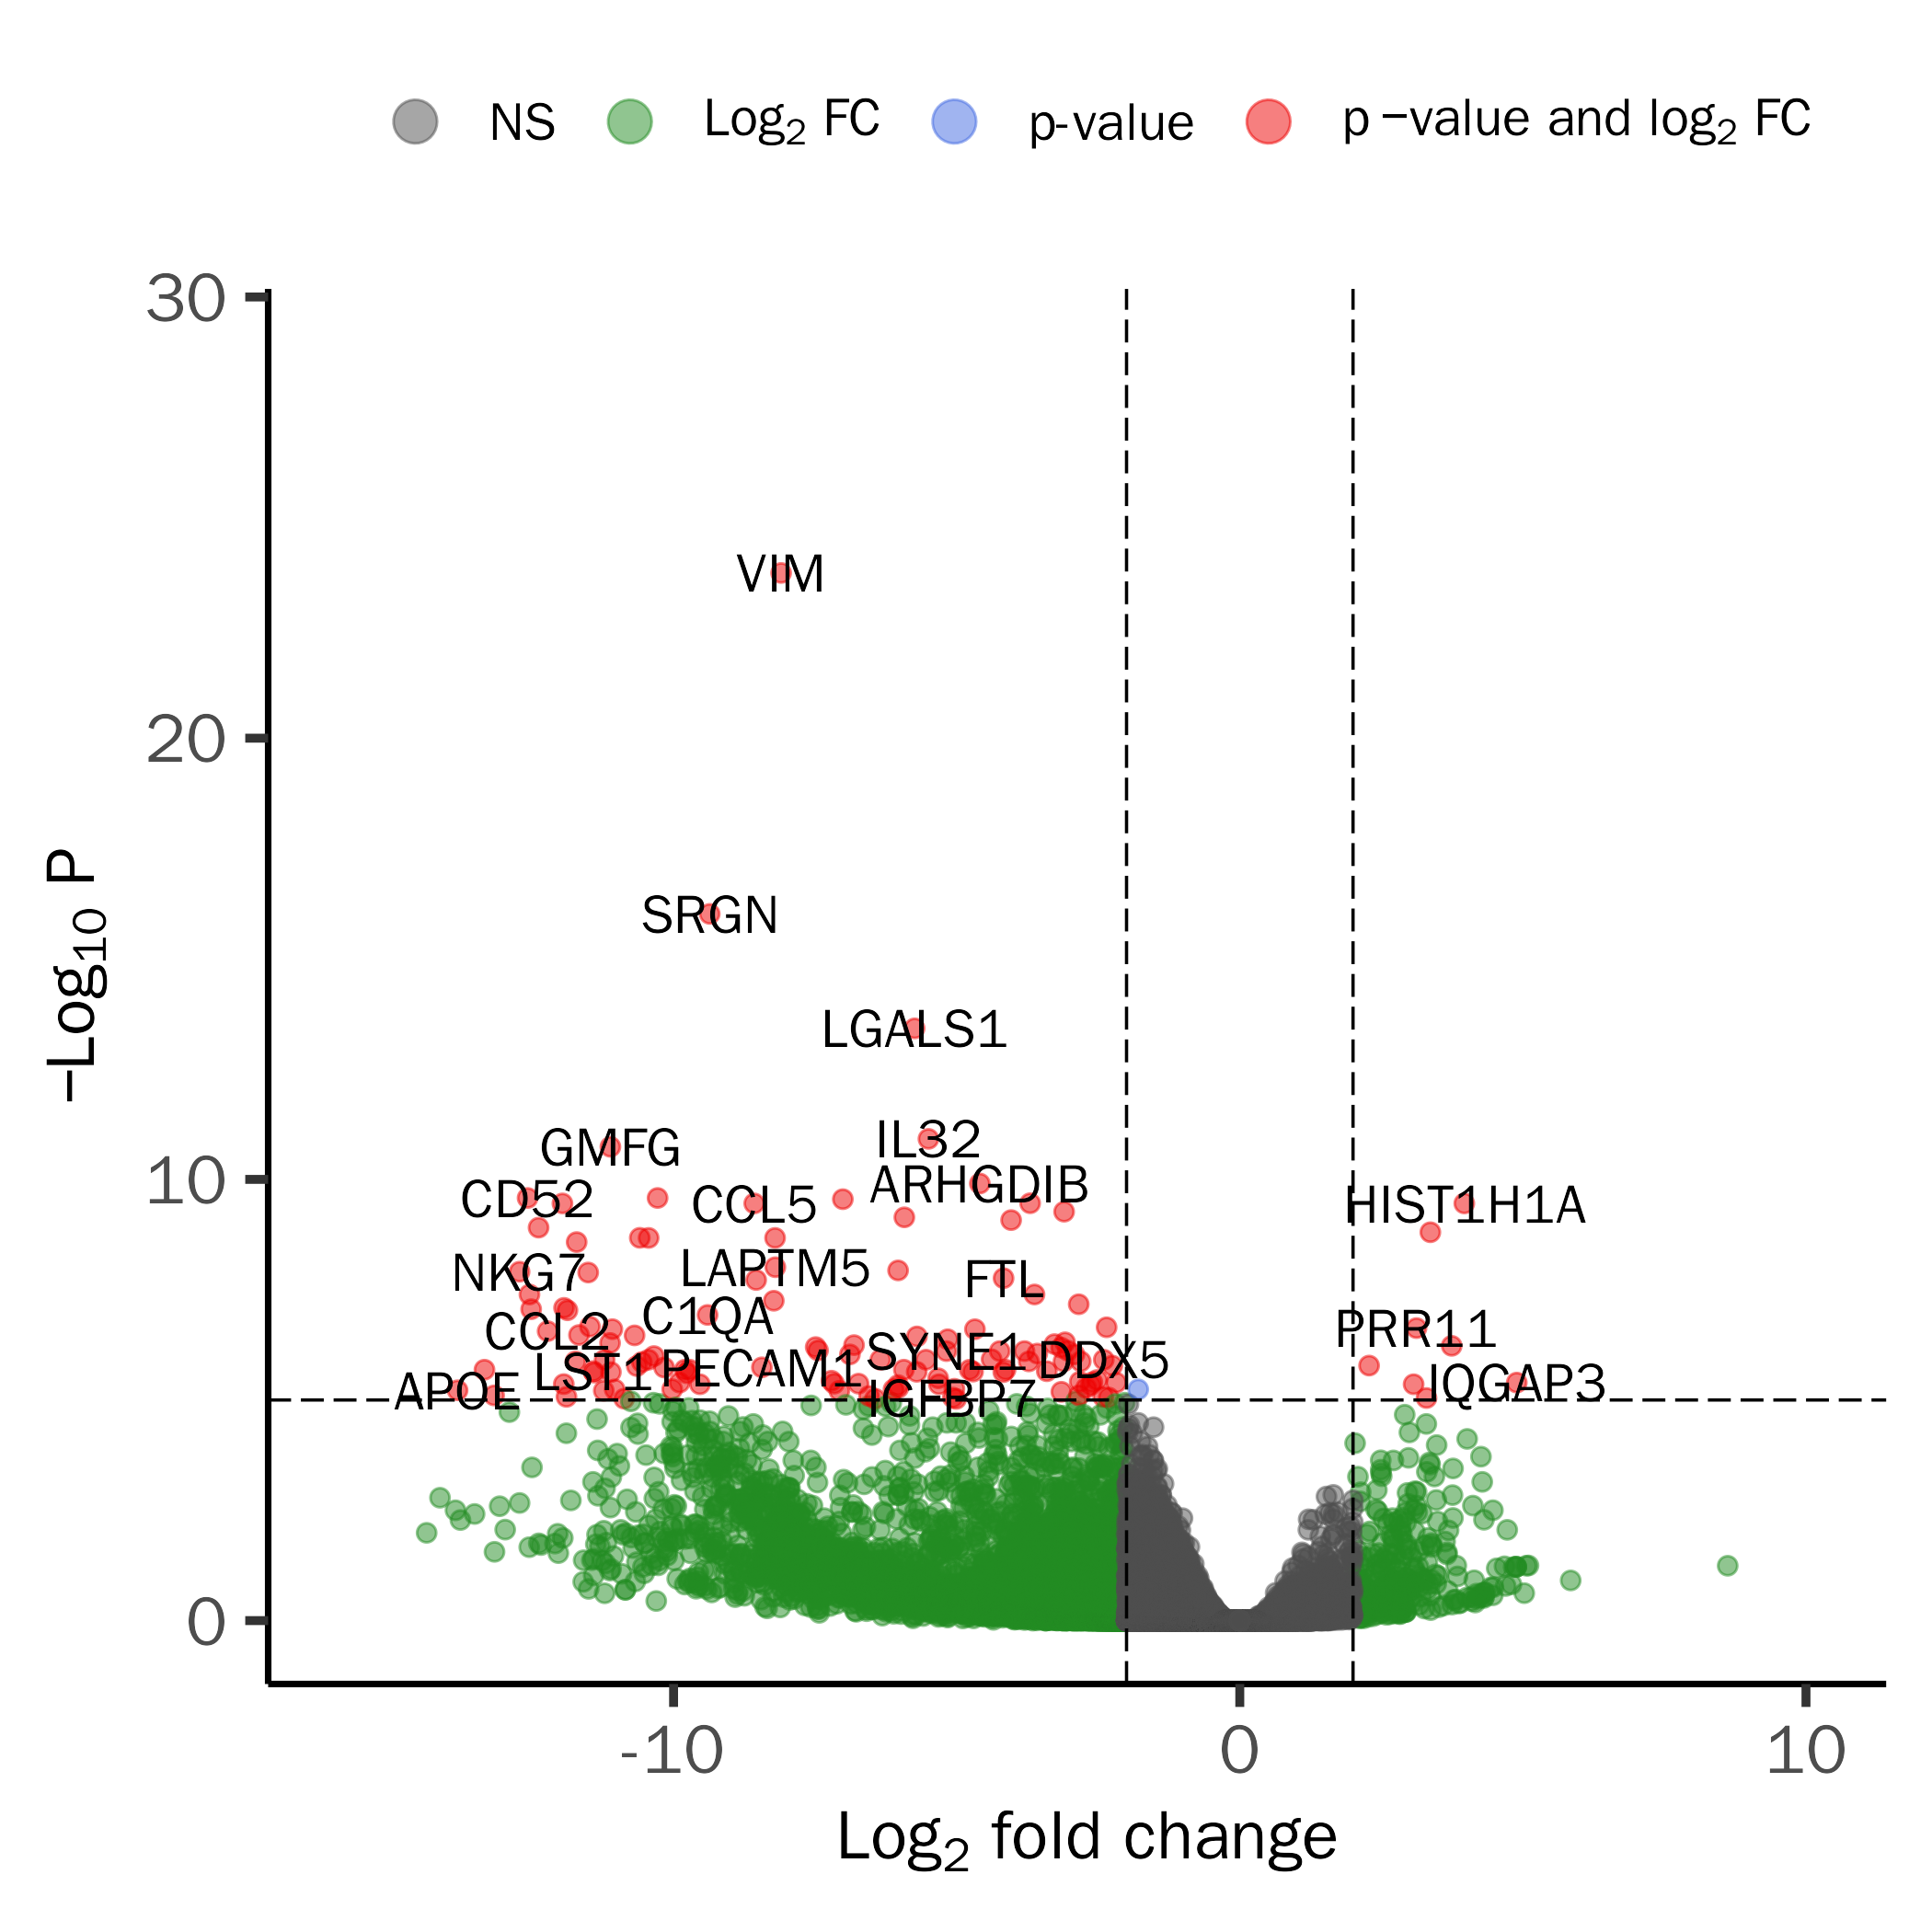 NS Log2 FC p-value p −value and log2 FC
30
20
10
0
−Log10 P
VIM
SRGN
LGALS1
IL32
GMFG
ARHGDIB
CD52
CCL5
HIST1H1A
NKG7
LAPTM5
FTL
C1QA
CCL2
PRR11
SYNE1
DDX5
LST1
PECAM1
APOE
IGFBP7
IQGAP3
-10
0
10
Log2 fold change